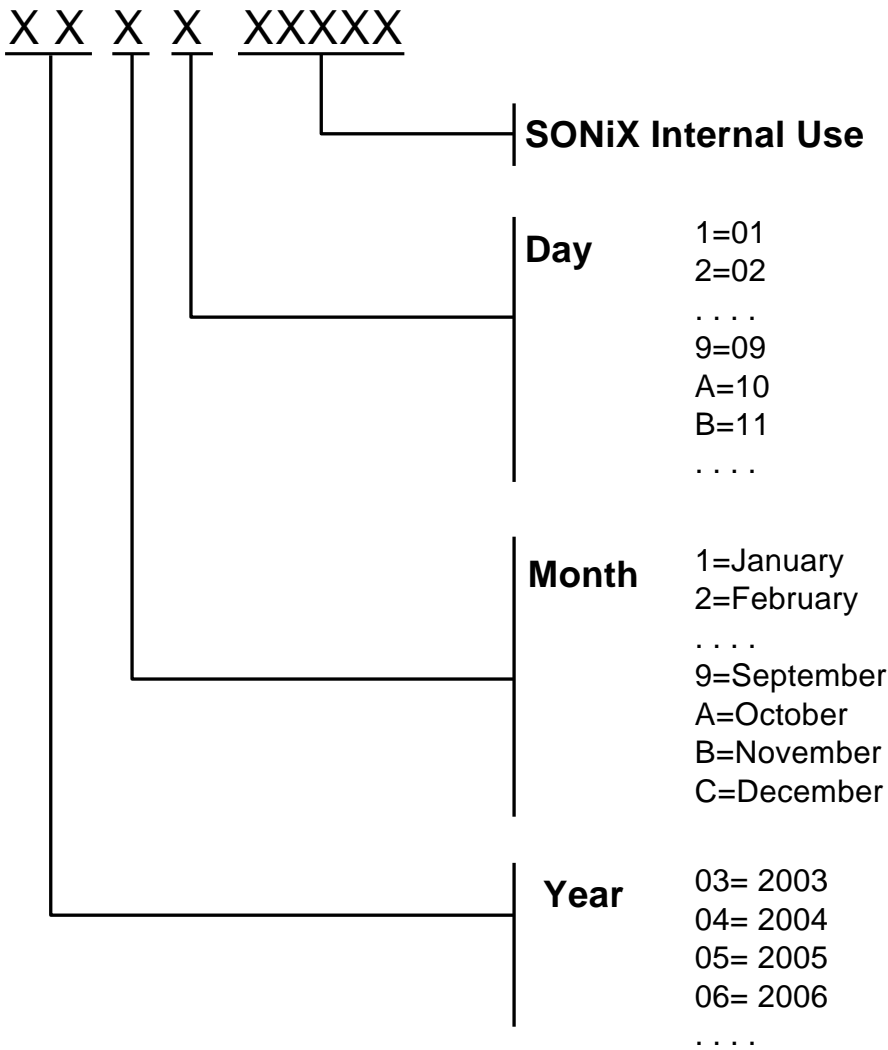 X X X X XXXXX
SONiX Internal Use
Day
1=01
2=02
. . . .
9=09
A=10
B=11
. . . .
Month
1=January
2=February
. . . .
9=September
A=October
B=November
C=December
Year
03= 2003
04= 2004
05= 2005
06= 2006
. . . .